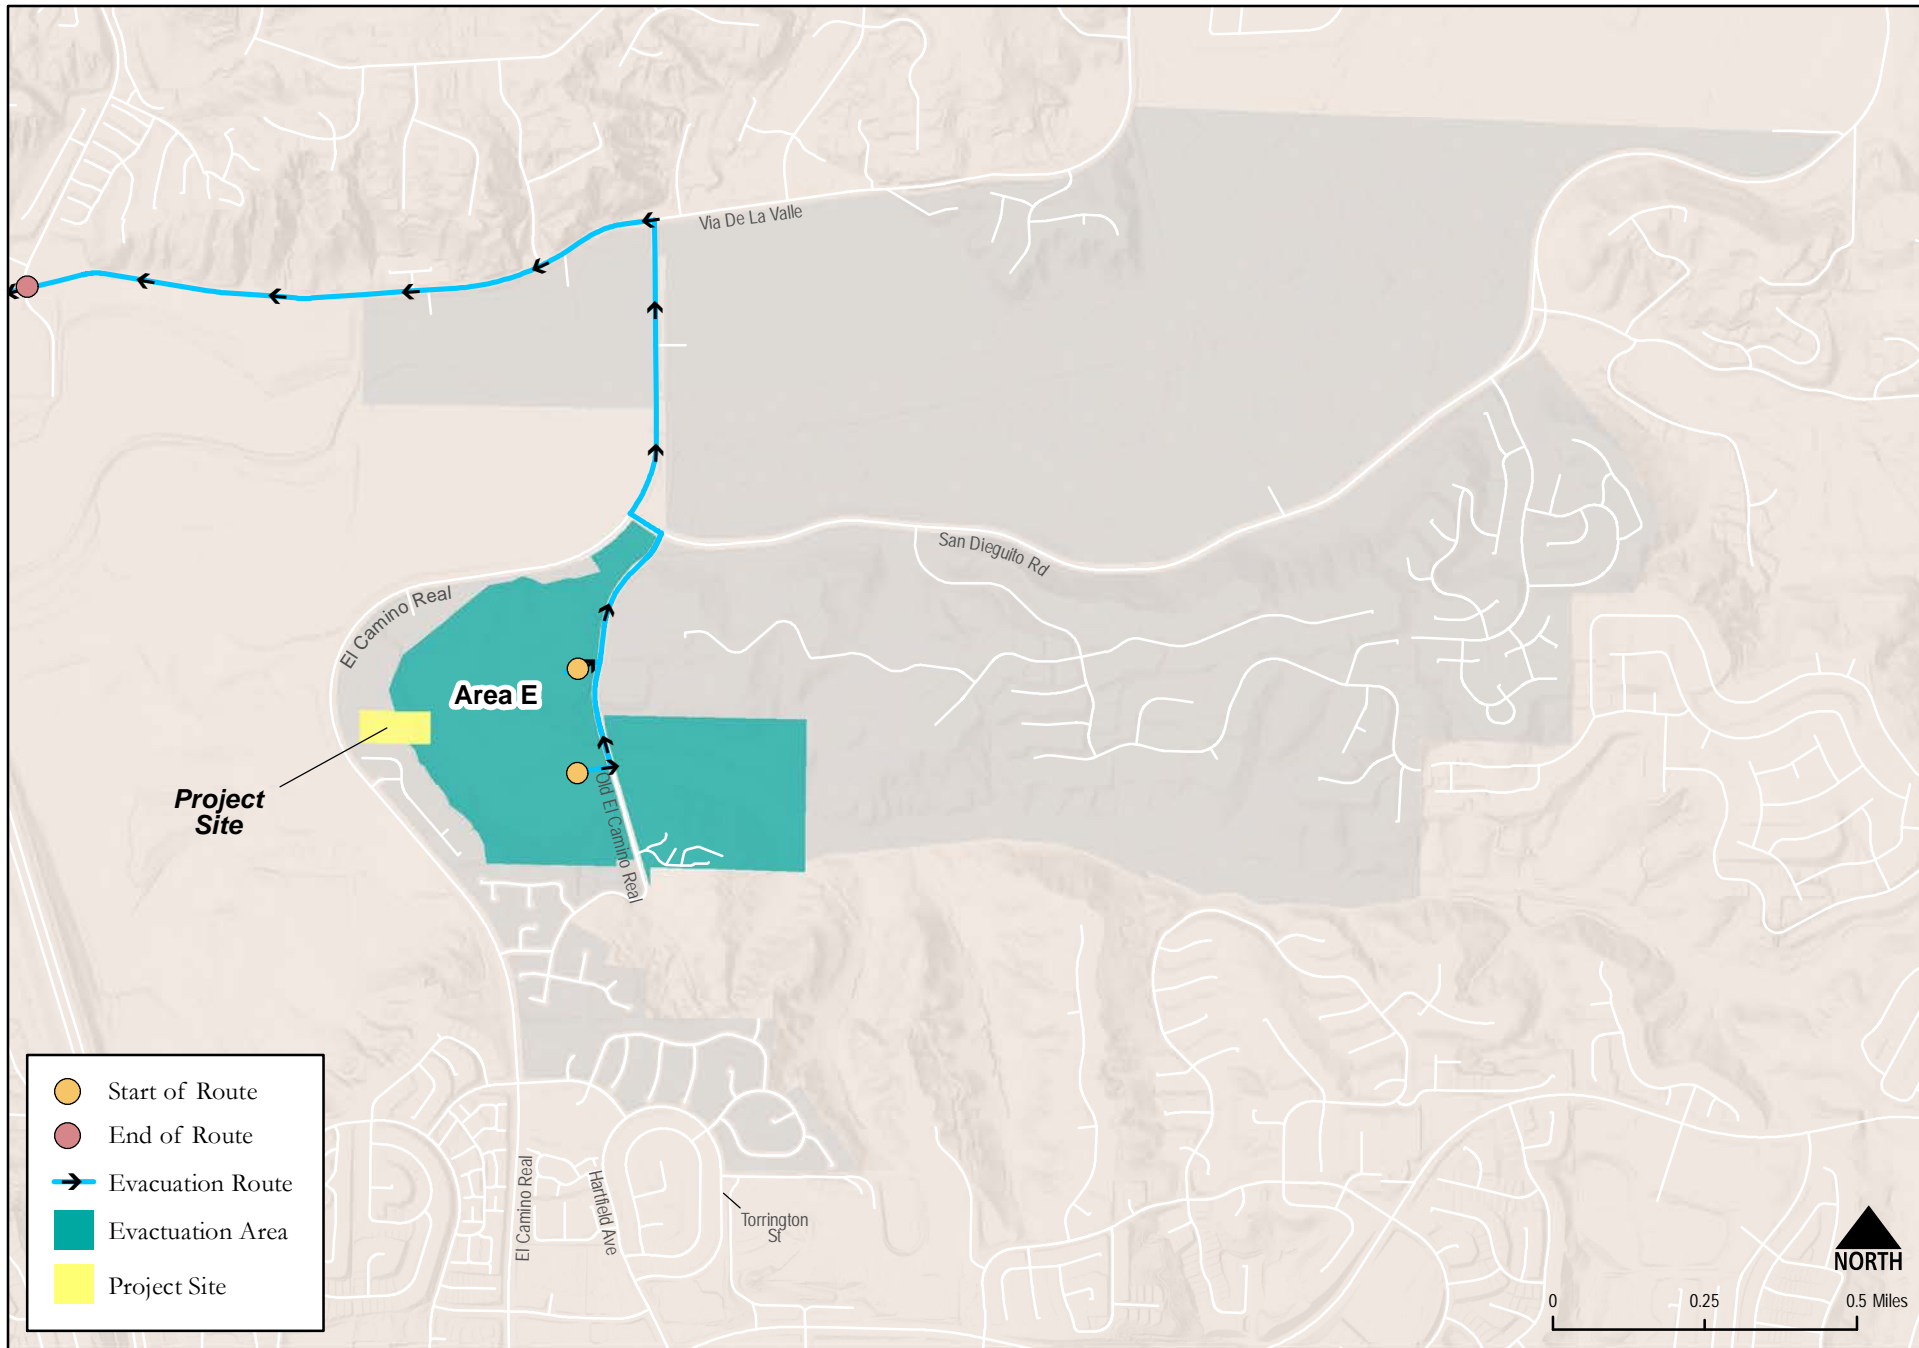 Via De La Valle
San Dieguito Rd
El Camino Real
Area E
Project
Site
Old El Camino Real
Start of Route
End of Route
Evacuation Route
Evactuation Area
Project Site
El Camino Real
Hartfield Ave
Torrington
St
NORTH
0 0.25 0.5 Miles